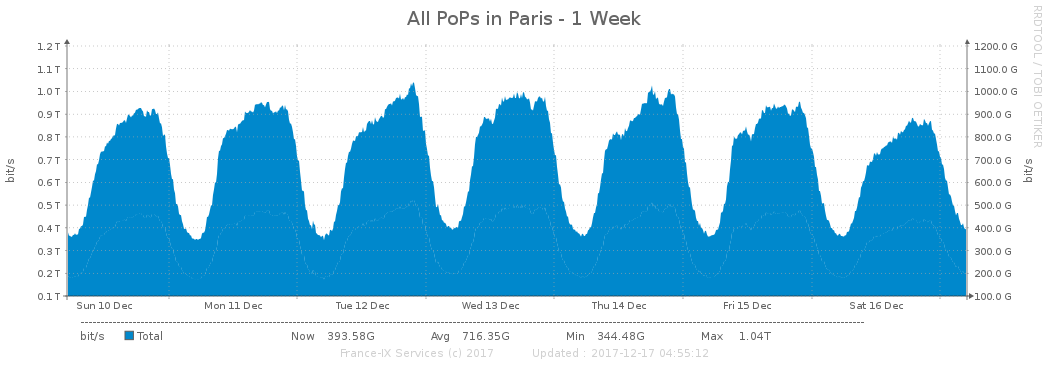 All PoPs in Paris - 1 Week
RRDTOOL / TOBI OETIKER
bit/s
1.2 T
1.1 T
1.0 T
0.9 T
0.8 T
0.7 T
0.6 T
0.5 T
0.4 T
0.3 T
0.2 T
0.1 T
1200.0 G
1100.0 G
1000.0 G
900.0 G
800.0 G
700.0 G
600.0 G
500.0 G
400.0 G
300.0 G
200.0 G
100.0 G
bit/s
Sun 10 Dec Mon 11 Dec Tue 12 Dec Wed 13 Dec Thu 14 Dec Fri 15 Dec Sat 16 Dec
bit/s Total Now 393.58G Avg 716.35G Min 344.48G Max 1.04T
France-IX Services (c) 2017 Updated : 2017-12-17 04:55:12